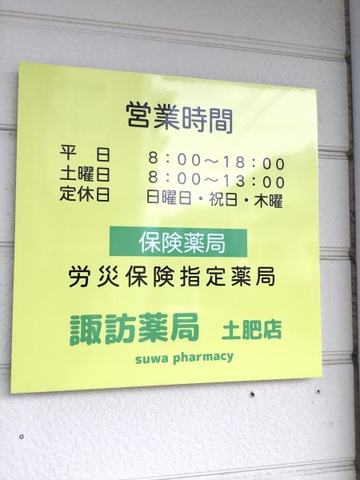 営業時間
平 日 8：00〜18：00
土曜日 8：00〜13：00
定休日 日曜日・祝日・木曜
保険薬局
労災保険指定薬局
諏訪薬局 土肥店
suwa pharmacy